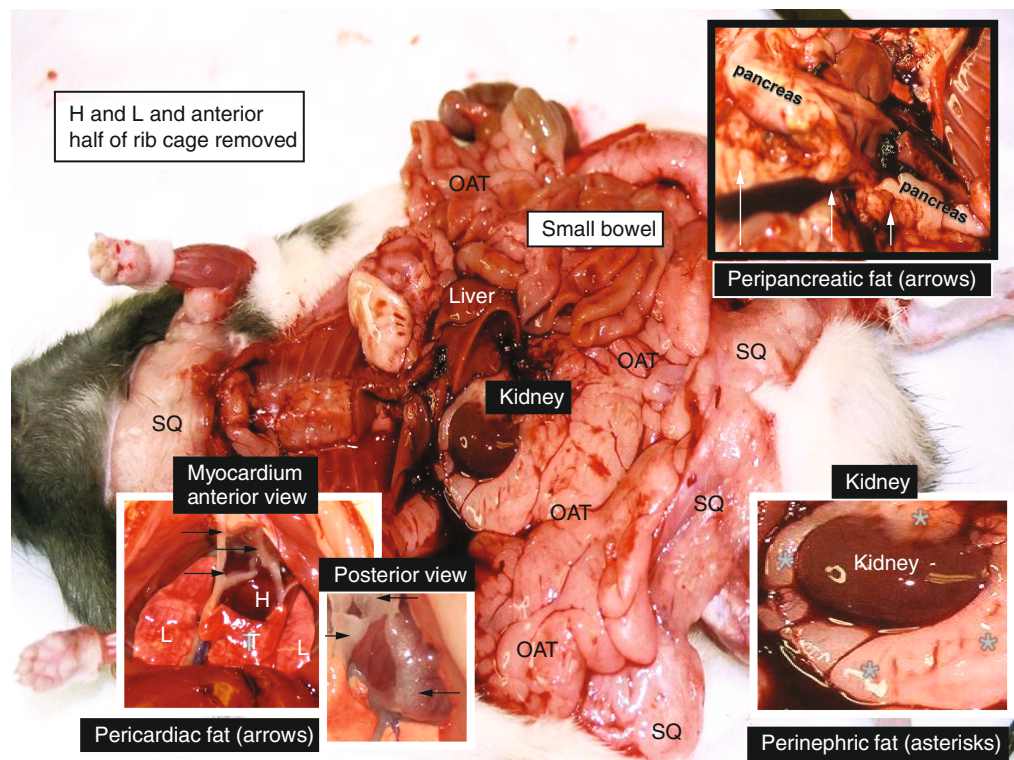 H and L and anterior
half of rib cage removed
pancreas
pancreas
Peripancreatic fat (arrows)
OAT
Small bowel
Liver
OAT
SQ
Kidney
SQ
Myocardium
anterior view
OAT
SQ
Kidney
Kidney
Posterior view
H
L
T
L
OAT
SQ
Pericardiac fat (arrows)
Perinephric fat (asterisks)